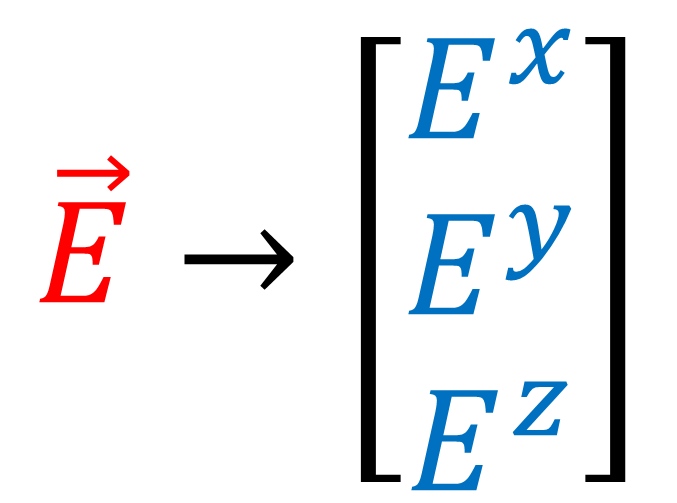 E⃗ → [E^x
E^y
E^z]